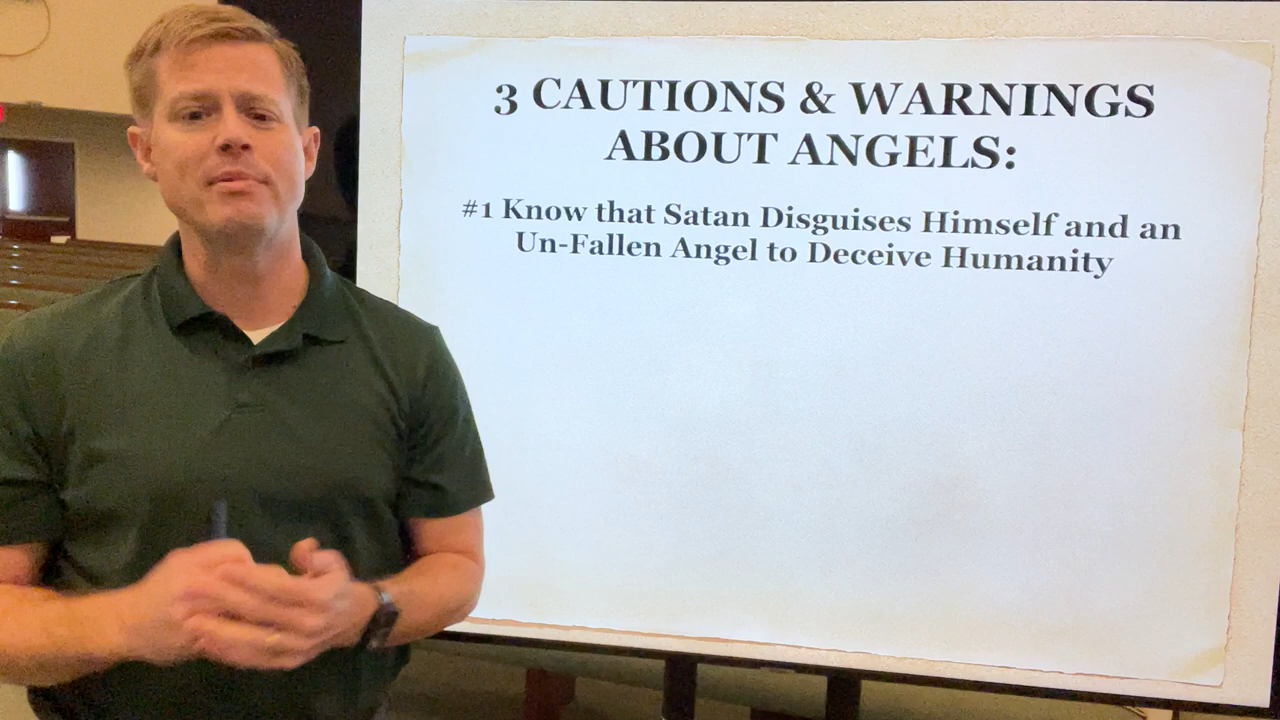 3 CAUTIONS & WARNINGS
ABOUT ANGELS:
#1 Know that Satan Disguises Himself and an
Un-Fallen Angel to Deceive Humanity